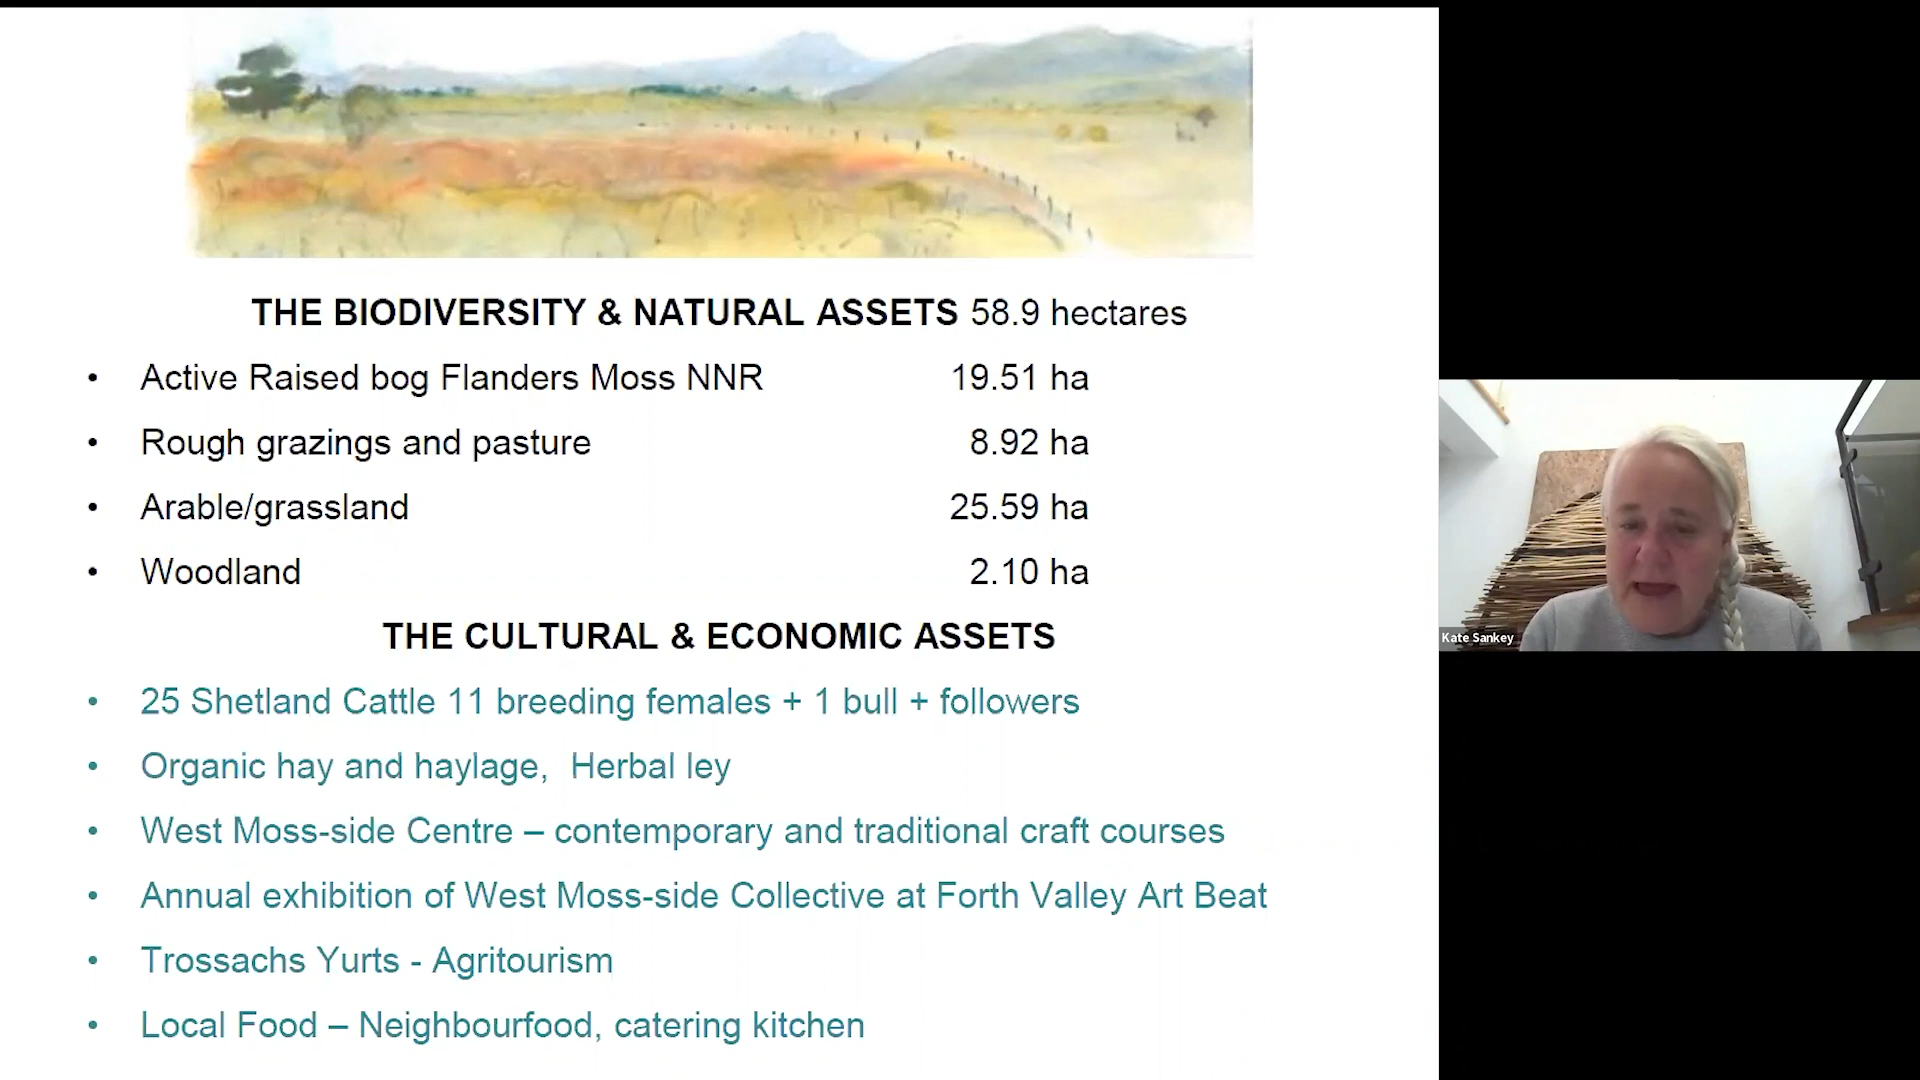 THE BIODIVERSITY & NATURAL ASSETS 58.9 hectares
• Active Raised bog Flanders Moss NNR 19.51 ha
• Rough grazings and pasture 8.92 ha
• Arable/grassland 25.59 ha
• Woodland 2.10 ha
THE CULTURAL & ECONOMIC ASSETS
• 25 Shetland Cattle 11 breeding females + 1 bull + followers
• Organic hay and haylage, Herbal ley
• West Moss-side Centre – contemporary and traditional craft courses
• Annual exhibition of West Moss-side Collective at Forth Valley Art Beat
• Trossachs Yurts - Agritourism
• Local Food – Neighbourfood, catering kitchen
Kate Sankey